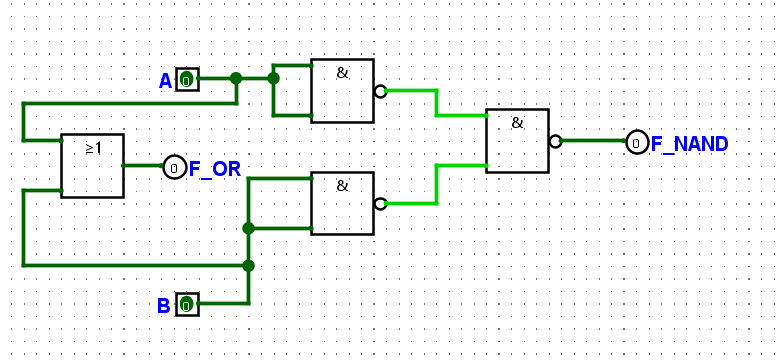 &
A 0
& 0 F_NAND
≥1 0 F_OR
&
B 0